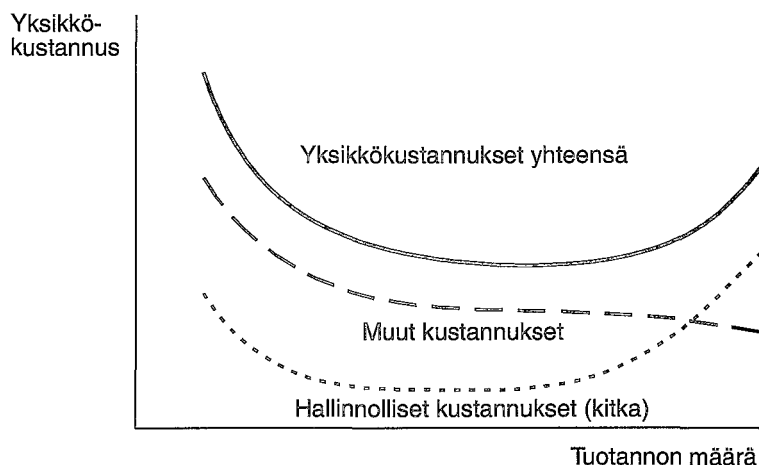 Yksikkö-
kustannus
Yksikkökustannukset yhteensä
Muut kustannukset
Hallinnolliset kustannukset (kitka)
Tuotannon määrä